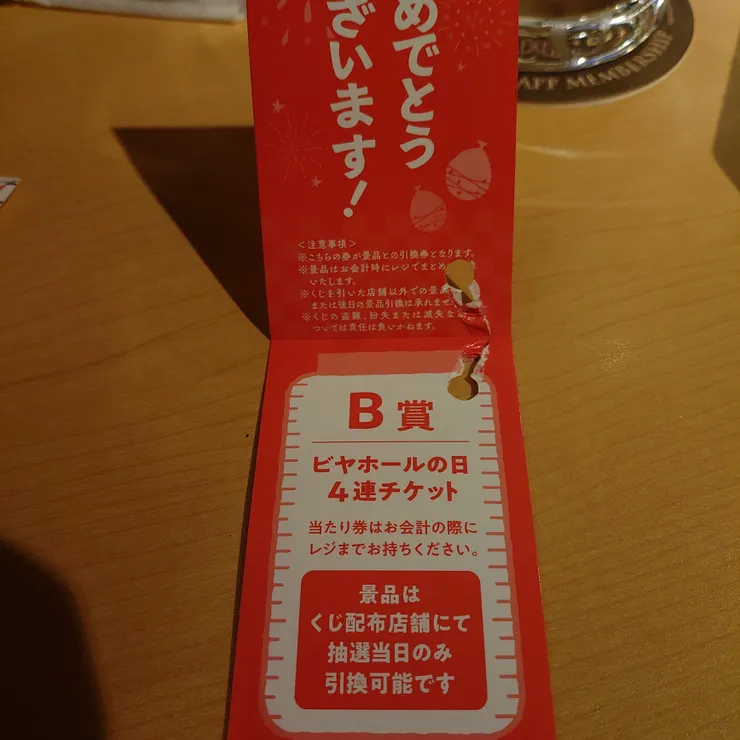 めでとう
ざいます!
<注意事項>
※こちらの券が景品との引換券となります。
※景品はお会計時にレジでまとめ
いたします。
※くじを引いた店舗以外での景
または後日の景品引換は承れませ
※くじの盗難、紛失または滅失な
ついては責任は負いかねます。
B賞
ビヤホールの日
4連チケット
当たり券はお会計の際に
レジまでお持ちください。
景品は
くじ配布店舗にて
抽選当日のみ
引換可能です
MEMBERSHIP